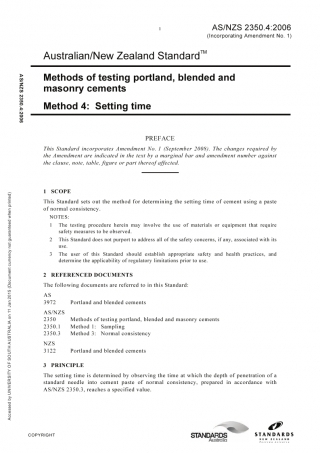 1
AS/NZS 2350.4:2006
(Incorporating Amendment No. 1)
Australian/New Zealand Standard™
Methods of testing portland, blended and
masonry cements
Method 4: Setting time
AS/NZS 2350.4:2006
PREFACE
This Standard incorporates Amendment No. 1 (September 2008). The changes required by
the Amendment are indicated in the text by a marginal bar and amendment number against
the clause, note, table, figure or part thereof affected.
1 SCOPE
This Standard sets out the method for determining the setting time of cement using a paste
of normal consistency.
NOTES:
1 The testing procedure herein may involve the use of materials or equipment that require
safety measures to be observed.
2 This Standard does not purport to address all of the safety concerns, if any, associated with its
use.
3 The user of this Standard should establish appropriate safety and health practices, and
determine the applicability of regulatory limitations prior to use.
2 REFERENCED DOCUMENTS
The following documents are referred to in this Standard:
AS
3972 Portland and blended cements
AS/NZS
2350 Methods of testing portland, blended and masonry cements
2350.1 Method 1: Sampling
2350.3 Method 3: Normal consistency
NZS
3122 Portland and blended cements
3 PRINCIPLE
The setting time is determined by observing the time at which the depth of penetration of a
standard needle into cement paste of normal consistency, prepared in accordance with
AS/NZS 2350.3, reaches a specified value.
Accessed by UNIVERSITY OF SOUTH AUSTRALIA on 11 Jan 2015 (Document currency not guaranteed when printed)
COPYRIGHT
STANDARDS
Australia
STANDARDS
NEW ZEALAND